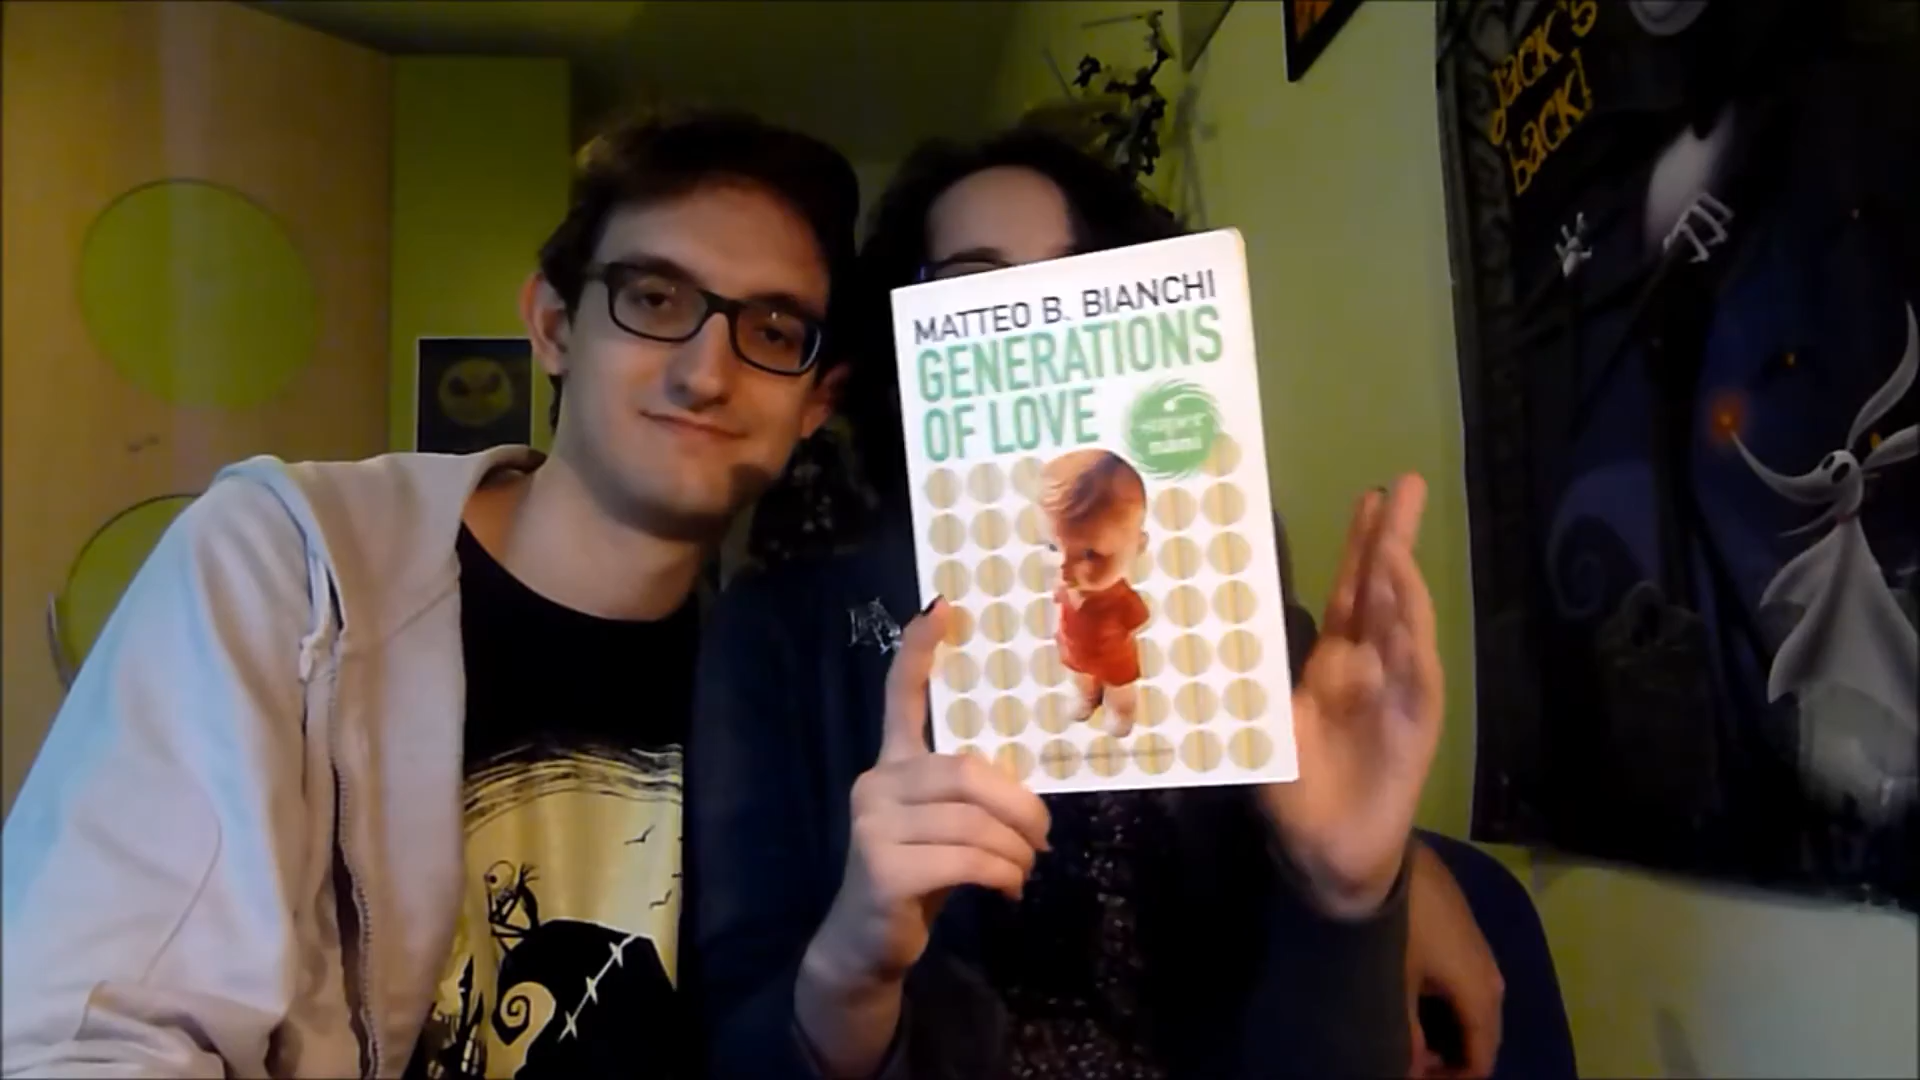 MATTEO B. BIANCHI
GENERATIONS
OF LOVE
Jack's
back!